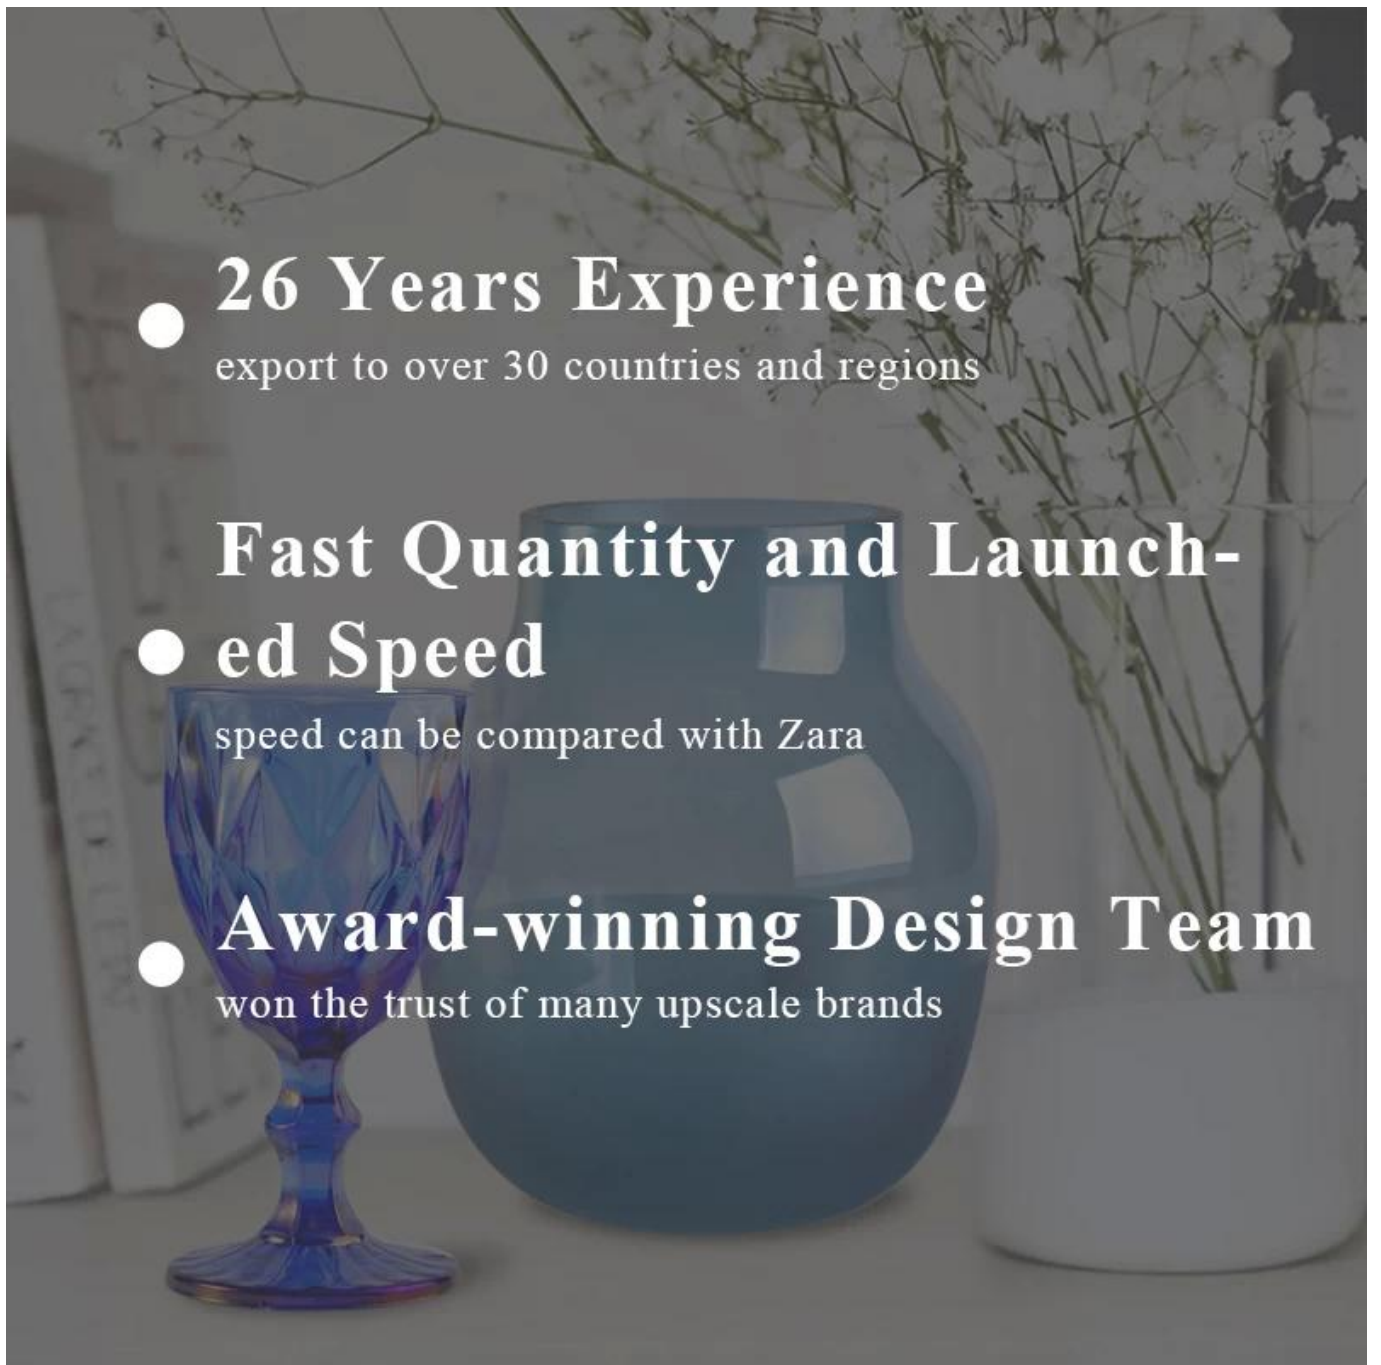 26 Years Experience
export to over 30 countries and regions
Fast Quantity and Launch-
ed Speed
speed can be compared with Zara
Award-winning Design Team
won the trust of many upscale brands